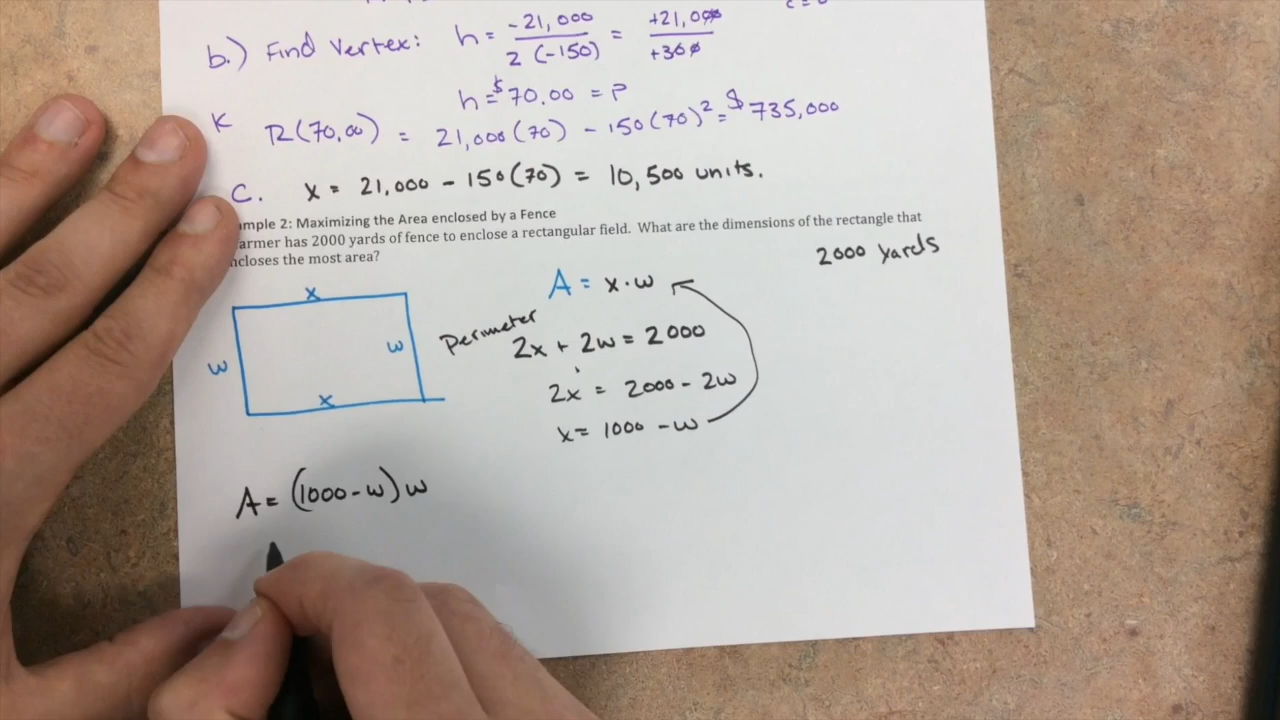 b.) Find Vertex: h = -21,000 / 2 (-150) = +21,000 / +300
h = $70.00 = P
K R(70.00) = 21,000(70) - 150(70)² = $735,000
C. x = 21,000 - 150(70) = 10,500 units.
mple 2: Maximizing the Area enclosed by a Fence
armer has 2000 yards of fence to enclose a rectangular field. What are the dimensions of the rectangle that
ncloses the most area?
2000 yards
x
w
w
x
A = x·w
Perimeter
2x + 2w = 2000
2x = 2000 - 2w
x = 1000 - w
A = (1000 - w) w